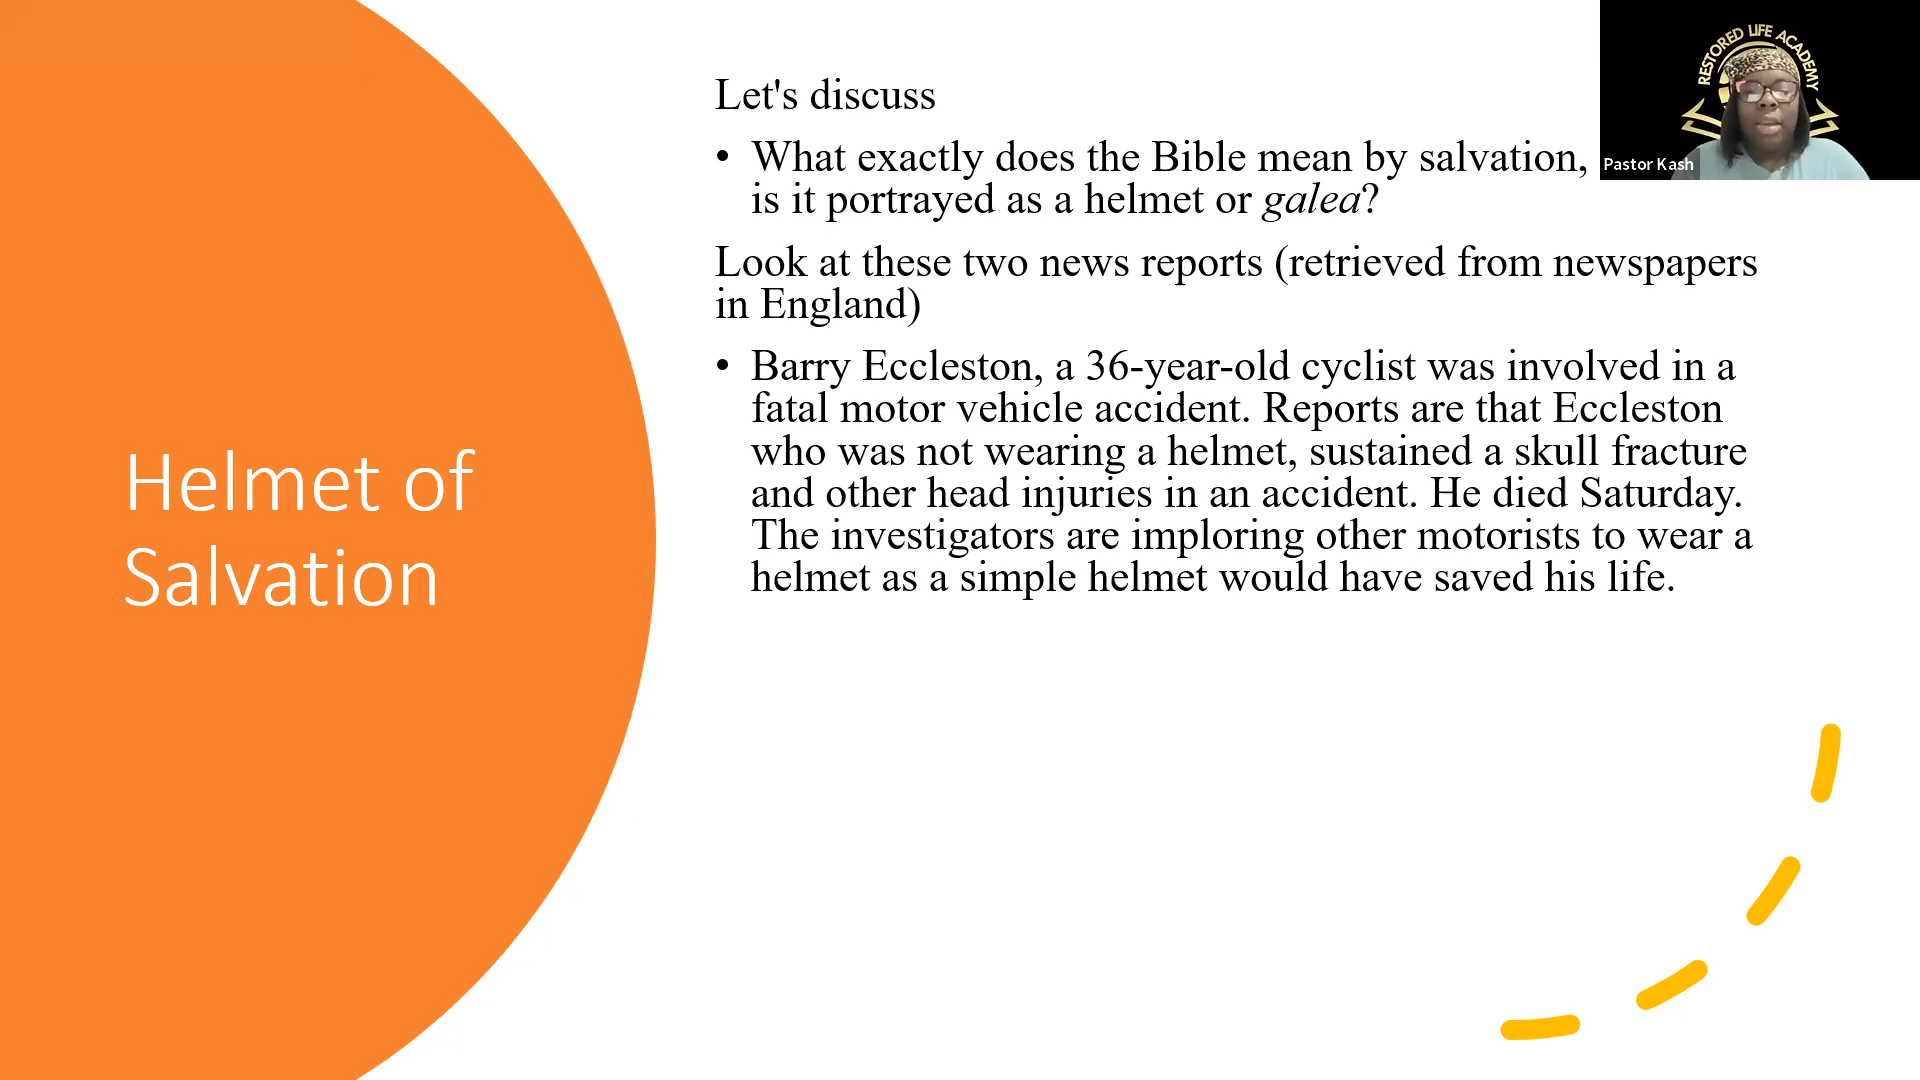 Helmet of
Salvation
Let's discuss
• What exactly does the Bible mean by salvation,
is it portrayed as a helmet or galea?
Look at these two news reports (retrieved from newspapers
in England)
• Barry Eccleston, a 36-year-old cyclist was involved in a
fatal motor vehicle accident. Reports are that Eccleston
who was not wearing a helmet, sustained a skull fracture
and other head injuries in an accident. He died Saturday.
The investigators are imploring other motorists to wear a
helmet as a simple helmet would have saved his life.
RESTORED LIFE ACADEMY
Pastor Kash